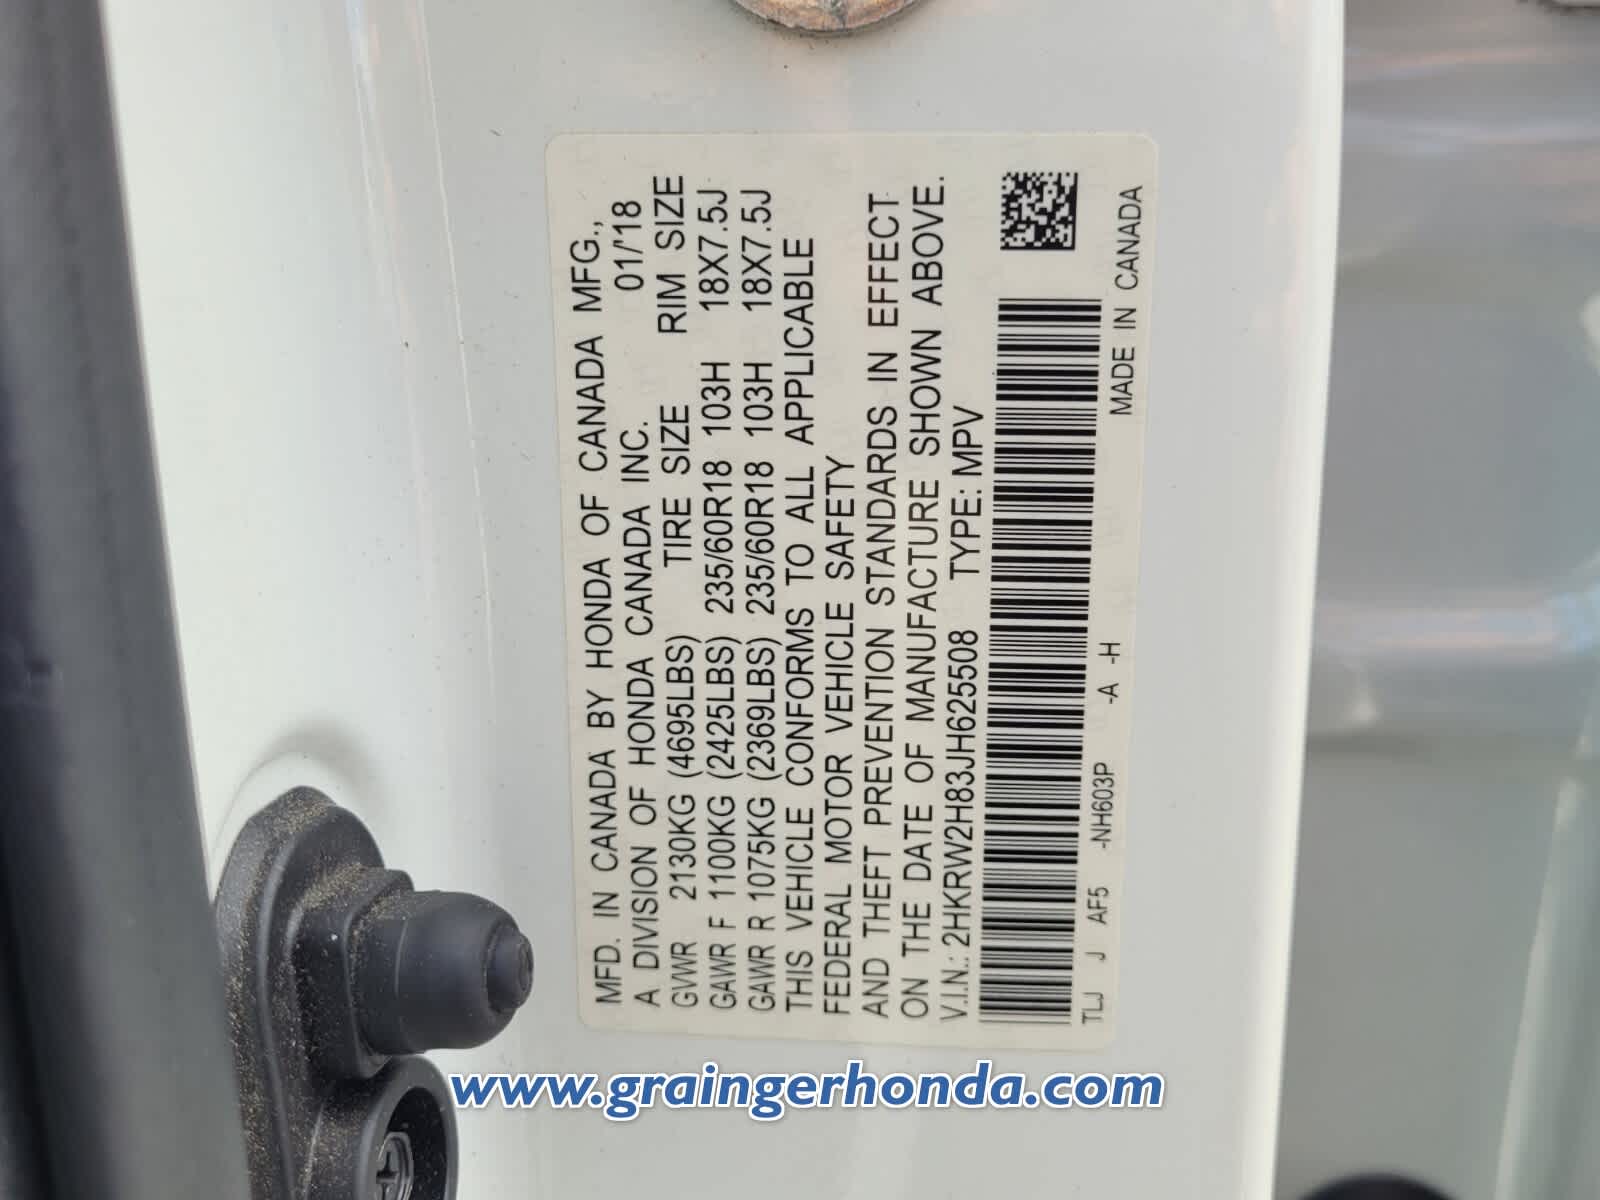 MFD. IN CANADA BY HONDA OF CANADA MFG.,
A DIVISION OF HONDA CANADA INC. 01/'18
GVWR 2130KG (4695LBS) TIRE SIZE RIM SIZE
GAWR F 1100KG (2425LBS) 235/60R18 103H 18X7.5J
GAWR R 1075KG (2369LBS) 235/60R18 103H 18X7.5J
THIS VEHICLE CONFORMS TO ALL APPLICABLE
FEDERAL MOTOR VEHICLE SAFETY
AND THEFT PREVENTION STANDARDS IN EFFECT
ON THE DATE OF MANUFACTURE SHOWN ABOVE.
V.I.N.: 2HKRW2H83JH625508 TYPE: MPV
TLJ J AF5 -NH603P -A -H MADE IN CANADA
www.graingerhonda.com